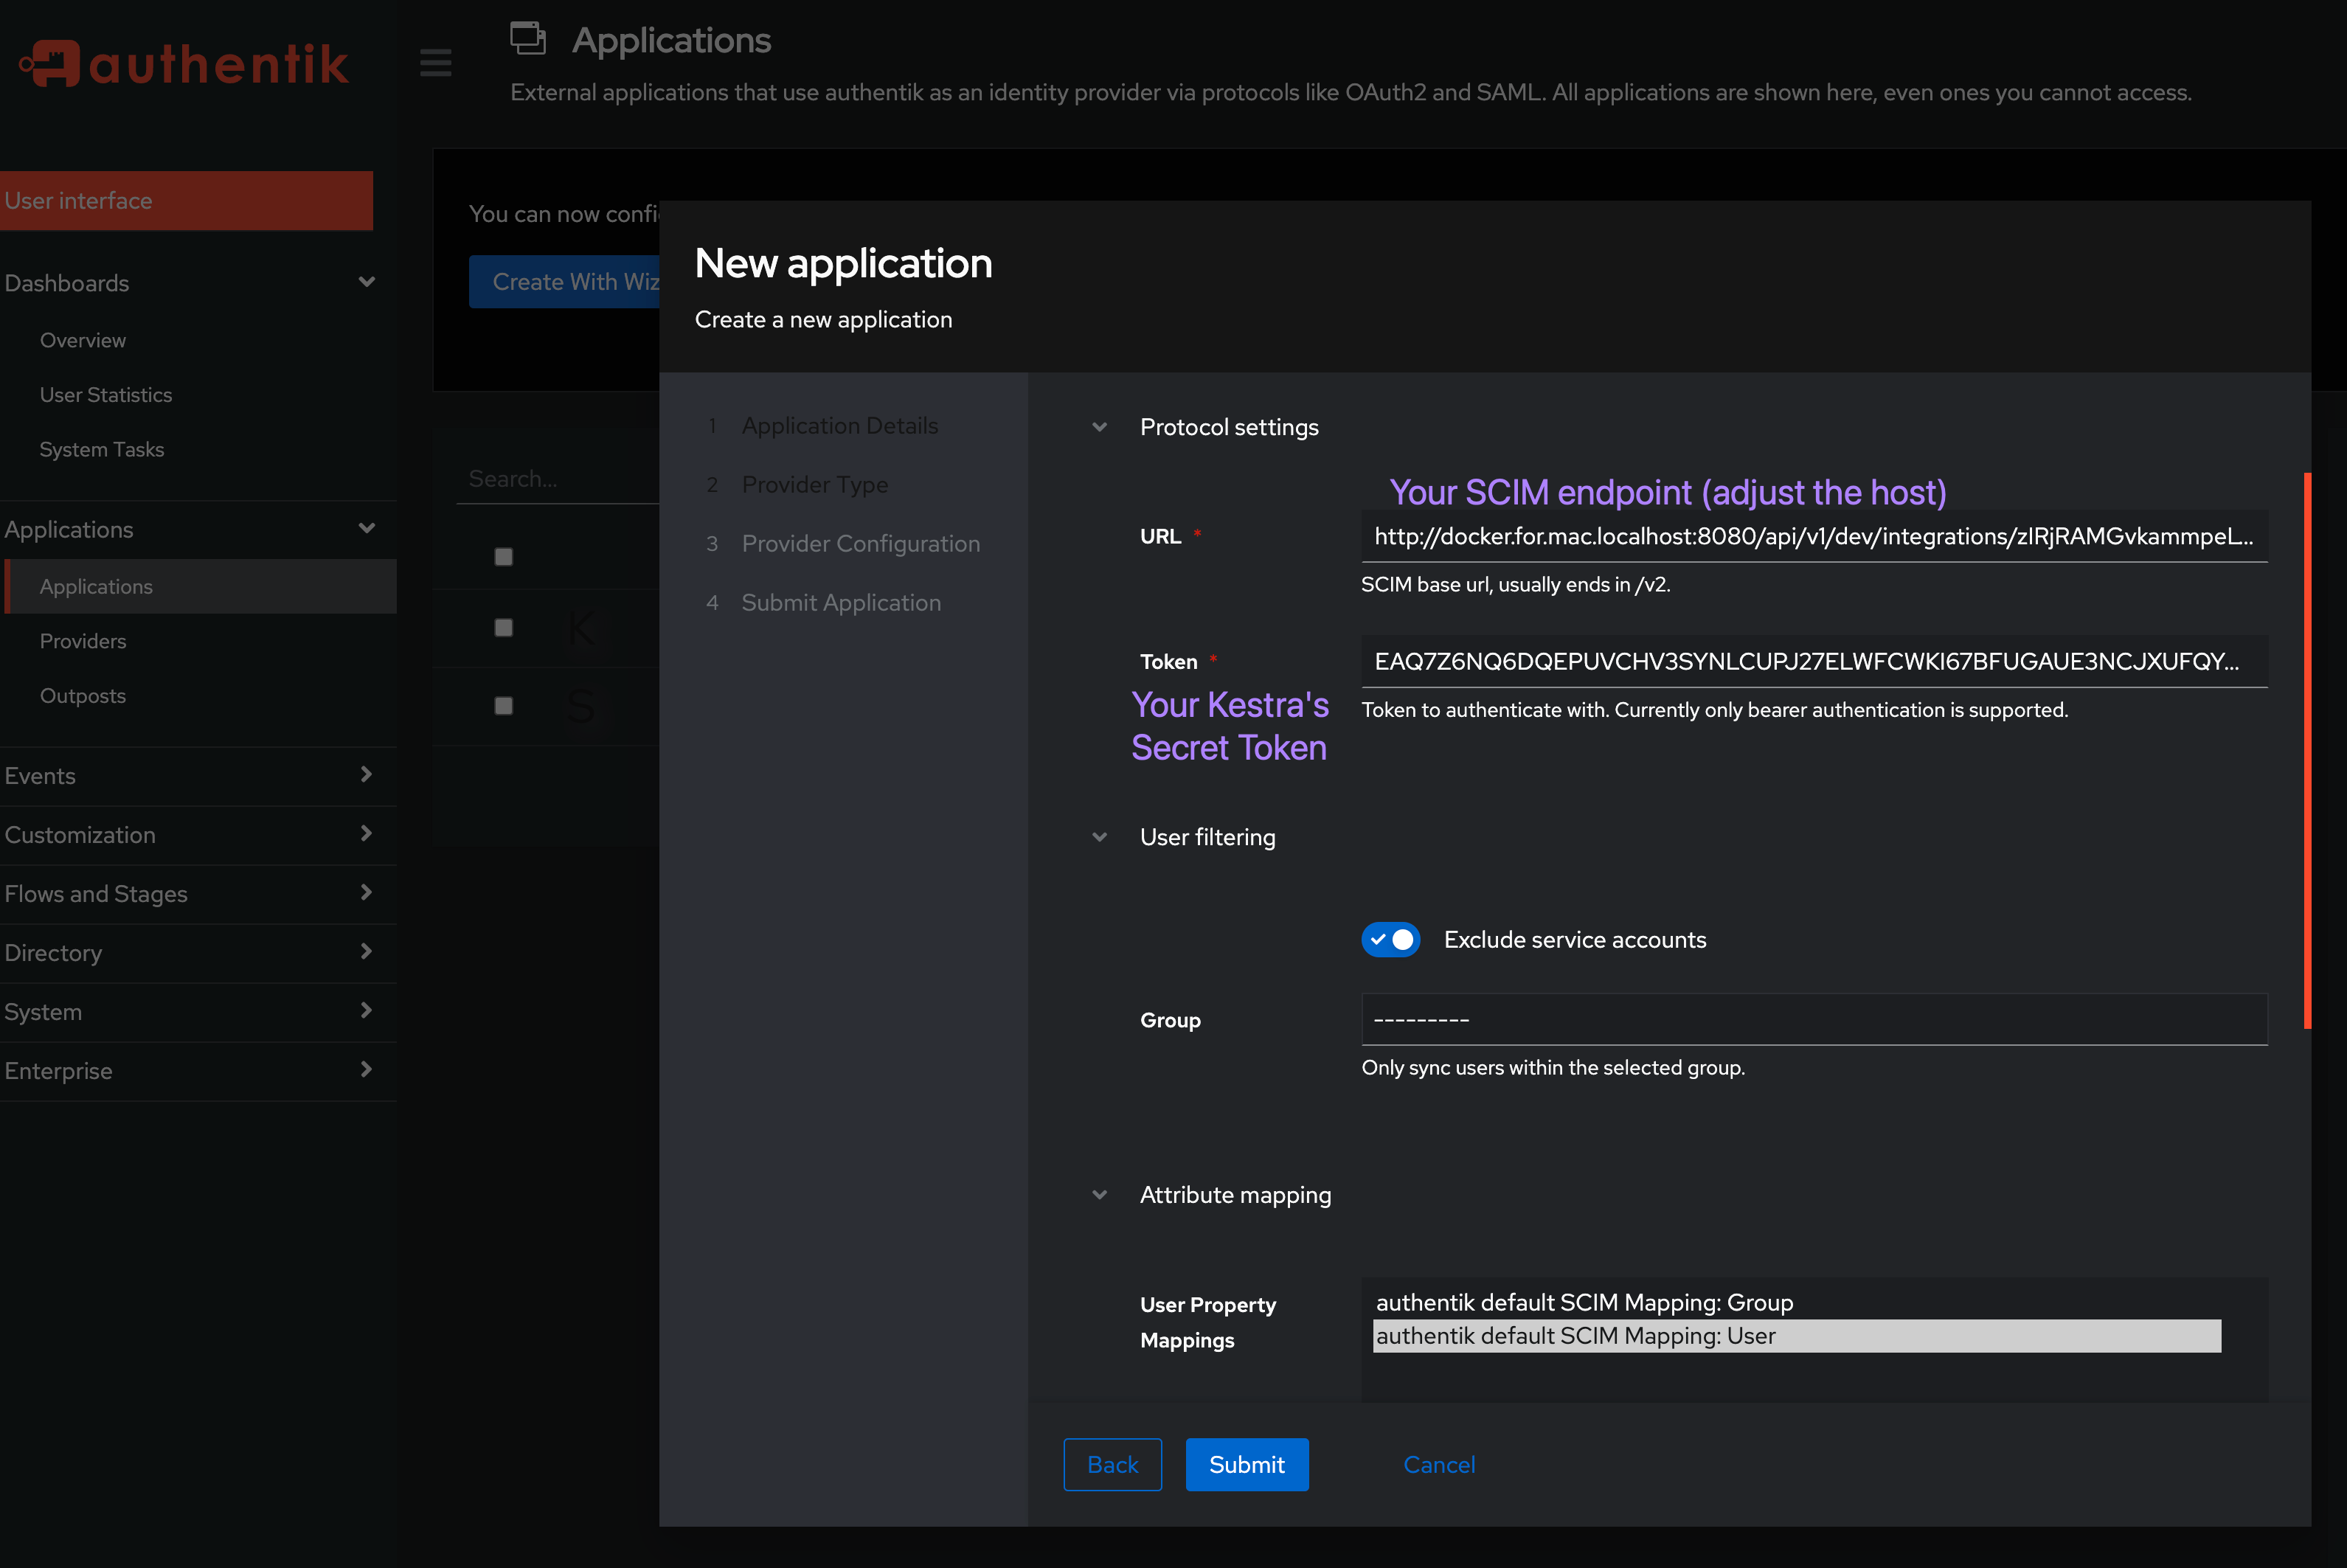 authentik
Applications
External applications that use authentik as an identity provider via protocols like OAuth2 and SAML. All applications are shown here, even ones you cannot access.
User interface
Dashboards
Overview
User Statistics
System Tasks
Applications
Applications
Providers
Outposts
Events
Customization
Flows and Stages
Directory
System
Enterprise
You can now confi
Create With Wiz
Search...
K
S
New application
Create a new application
1 Application Details
2 Provider Type
3 Provider Configuration
4 Submit Application
Protocol settings
Your SCIM endpoint (adjust the host)
URL *
http://docker.for.mac.localhost:8080/api/v1/dev/integrations/zIRjRAMGvkammpeL...
SCIM base url, usually ends in /v2.
Token *
EAQ7Z6NQ6DQEPUVCHV3SYNLCUPJ27ELWFCWKI67BFUGAUE3NCJXUFQY...
Your Kestra's
Secret Token
Token to authenticate with. Currently only bearer authentication is supported.
User filtering
Exclude service accounts
Group
---------
Only sync users within the selected group.
Attribute mapping
User Property
Mappings
authentik default SCIM Mapping: Group
authentik default SCIM Mapping: User
Back
Submit
Cancel